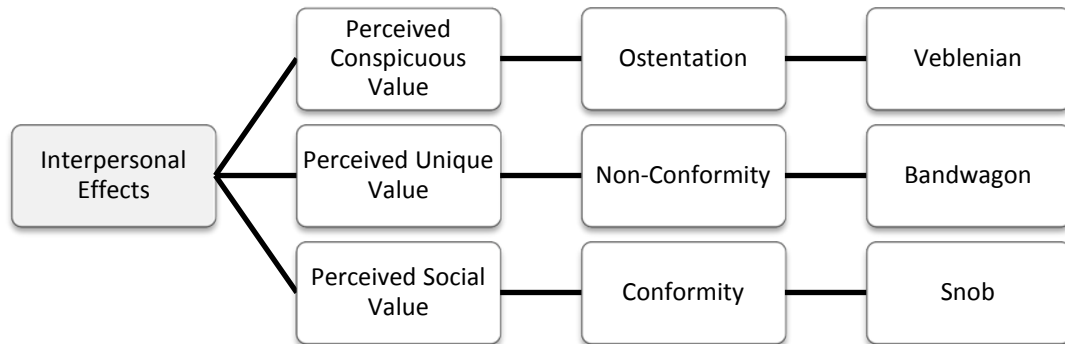 Interpersonal
Effects
Perceived
Conspicuous
Value
Ostentation
Veblenian
Perceived Unique
Value
Non-Conformity
Bandwagon
Perceived Social
Value
Conformity
Snob